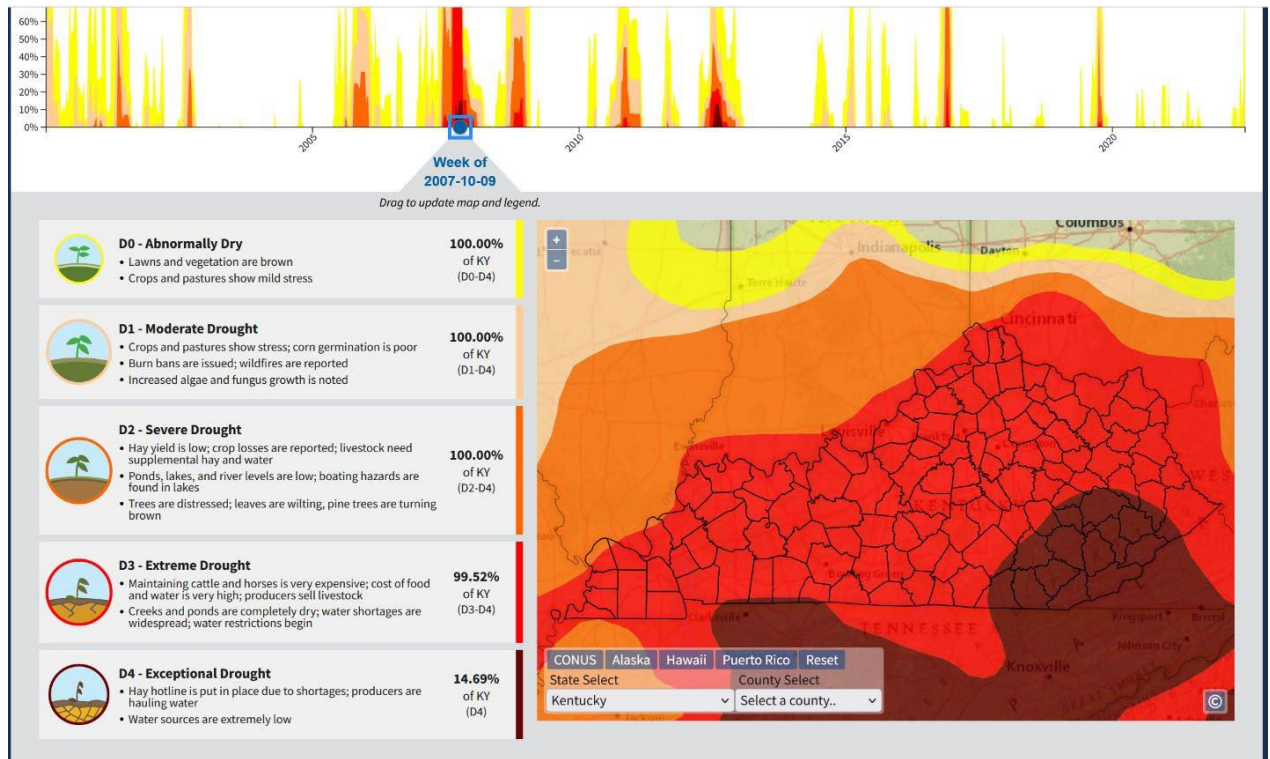 60%
50%
40%
30%
20%
10%
0%
2005
2010
2015
2020
Week of
2007-10-09
Drag to update map and legend.
D0 - Abnormally Dry
• Lawns and vegetation are brown
• Crops and pastures show mild stress
100.00%
of KY
(D0-D4)
D1 - Moderate Drought
• Crops and pastures show stress; corn germination is poor
• Burn bans are issued; wildfires are reported
• Increased algae and fungus growth is noted
100.00%
of KY
(D1-D4)
D2 - Severe Drought
• Hay yield is low; crop losses are reported; livestock need
supplemental hay and water
• Ponds, lakes, and river levels are low; boating hazards are
found in lakes
• Trees are distressed; leaves are wilting, pine trees are turning
brown
100.00%
of KY
(D2-D4)
D3 - Extreme Drought
• Maintaining cattle and horses is very expensive; cost of food
and water is very high; producers sell livestock
• Creeks and ponds are completely dry; water shortages are
widespread; water restrictions begin
99.52%
of KY
(D3-D4)
D4 - Exceptional Drought
• Hay hotline is put in place due to shortages; producers are
hauling water
• Water sources are extremely low
14.69%
of KY
(D4)
+
−
Columbus
Indianapolis
Dayton
Terre Haute
Cincinnati
Louisville
Evansville
KENTUCKY
WES
Bowling Green
Clarksville
TENNESSEE
Kingsport
Bristol
Johnson City
Knoxville
GREAT SMOKY
Jackson
CONUS Alaska Hawaii Puerto Rico Reset
State Select County Select
Kentucky Select a county..
©